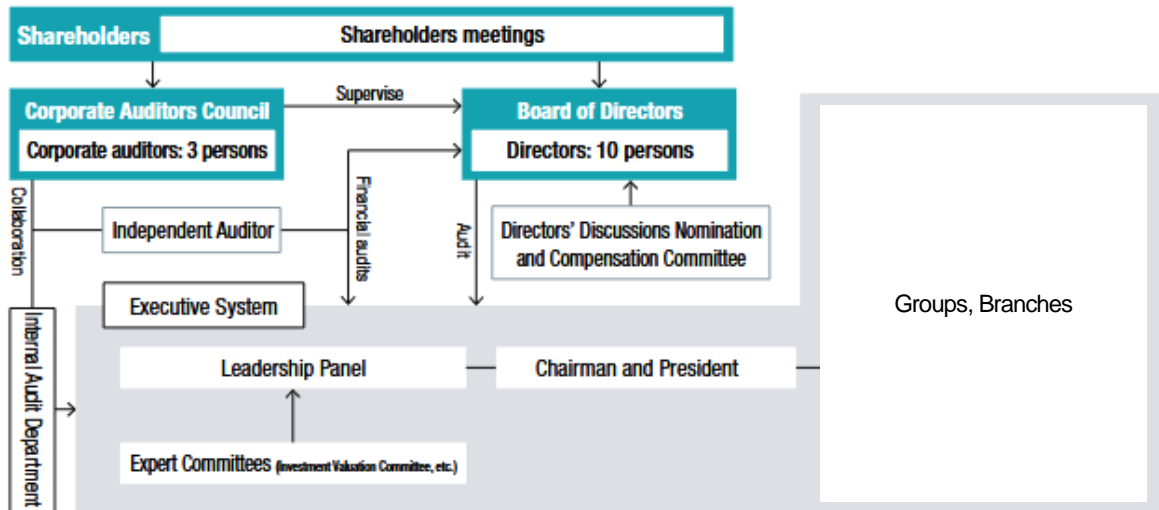 Shareholders
Shareholders meetings
Corporate Auditors Council
Corporate auditors: 3 persons
Supervise
Board of Directors
Directors: 10 persons
Collaboration
Independent Auditor
Financial audits
Audit
Directors' Discussions Nomination
and Compensation Committee
Groups, Branches
Executive System
Internal Audit Department
Leadership Panel
Chairman and President
Expert Committees (Investment Valuation Committee, etc.)